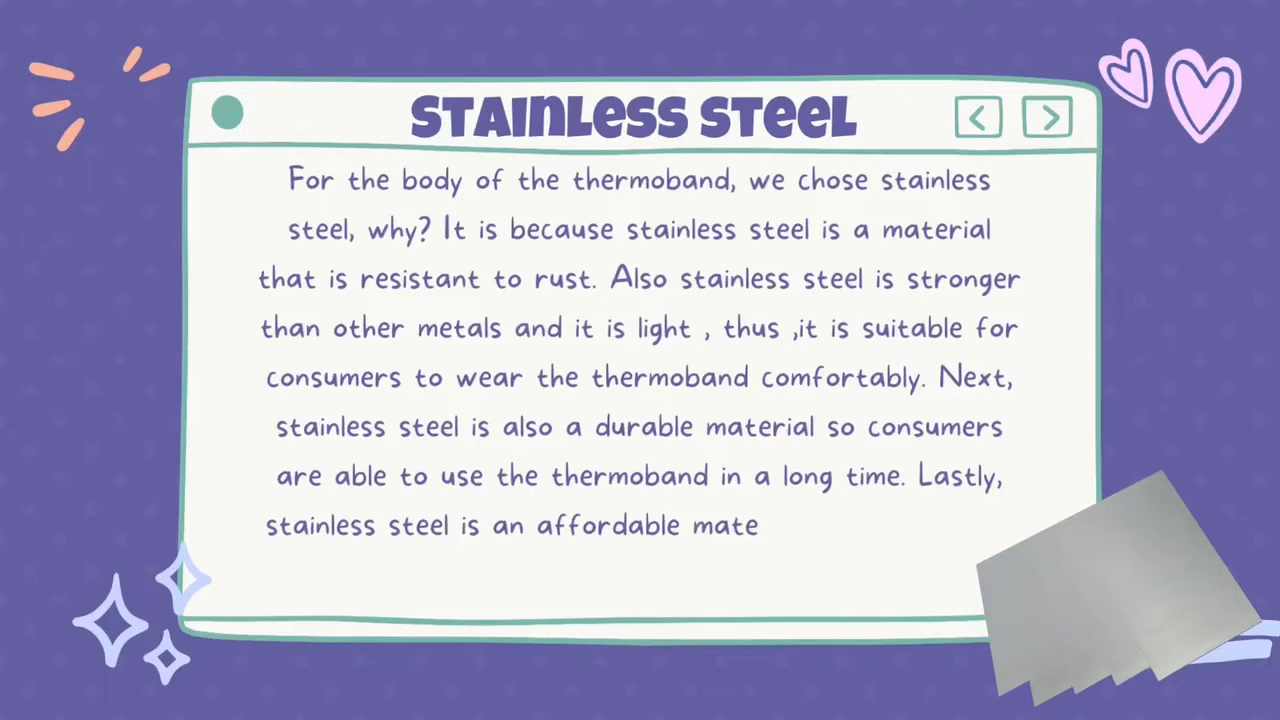 STAINLESS STEEL
For the body of the thermoband, we chose stainless
steel, why? It is because stainless steel is a material
that is resistant to rust. Also stainless steel is stronger
than other metals and it is light , thus ,it is suitable for
consumers to wear the thermoband comfortably. Next,
stainless steel is also a durable material so consumers
are able to use the thermoband in a long time. Lastly,
stainless steel is an affordable mate